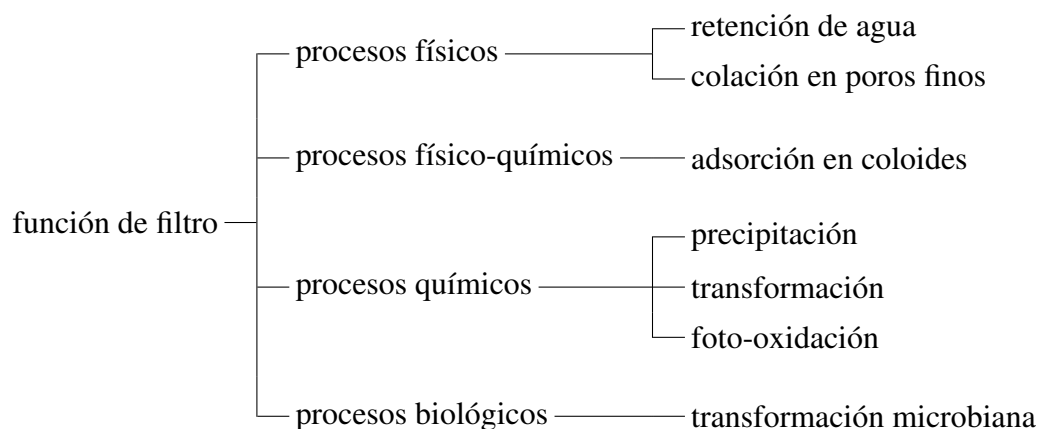 retención de agua
procesos físicos
colación en poros finos
procesos físico-químicos
adsorción en coloides
función de filtro
precipitación
procesos químicos
transformación
foto-oxidación
procesos biológicos
transformación microbiana